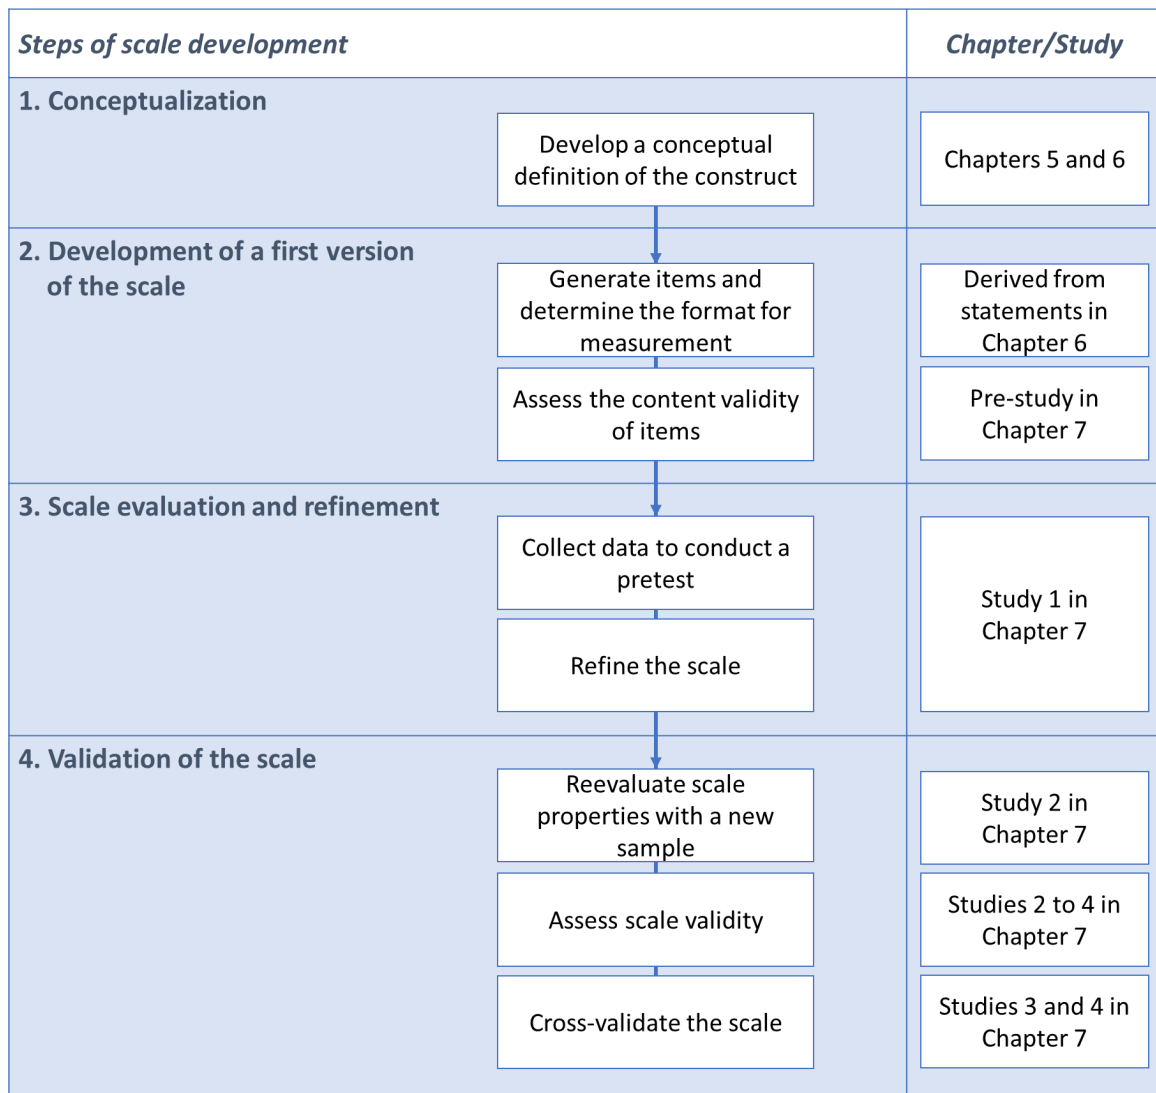 Steps of scale development
Chapter/Study
1. Conceptualization
Develop a conceptual
definition of the construct
Chapters 5 and 6
2. Development of a first version
of the scale
Generate items and
determine the format for
measurement
Derived from
statements in
Chapter 6
Assess the content validity
of items
Pre-study in
Chapter 7
3. Scale evaluation and refinement
Collect data to conduct a
pretest
Refine the scale
Study 1 in
Chapter 7
4. Validation of the scale
Reevaluate scale
properties with a new
sample
Study 2 in
Chapter 7
Assess scale validity
Studies 2 to 4 in
Chapter 7
Cross-validate the scale
Studies 3 and 4 in
Chapter 7